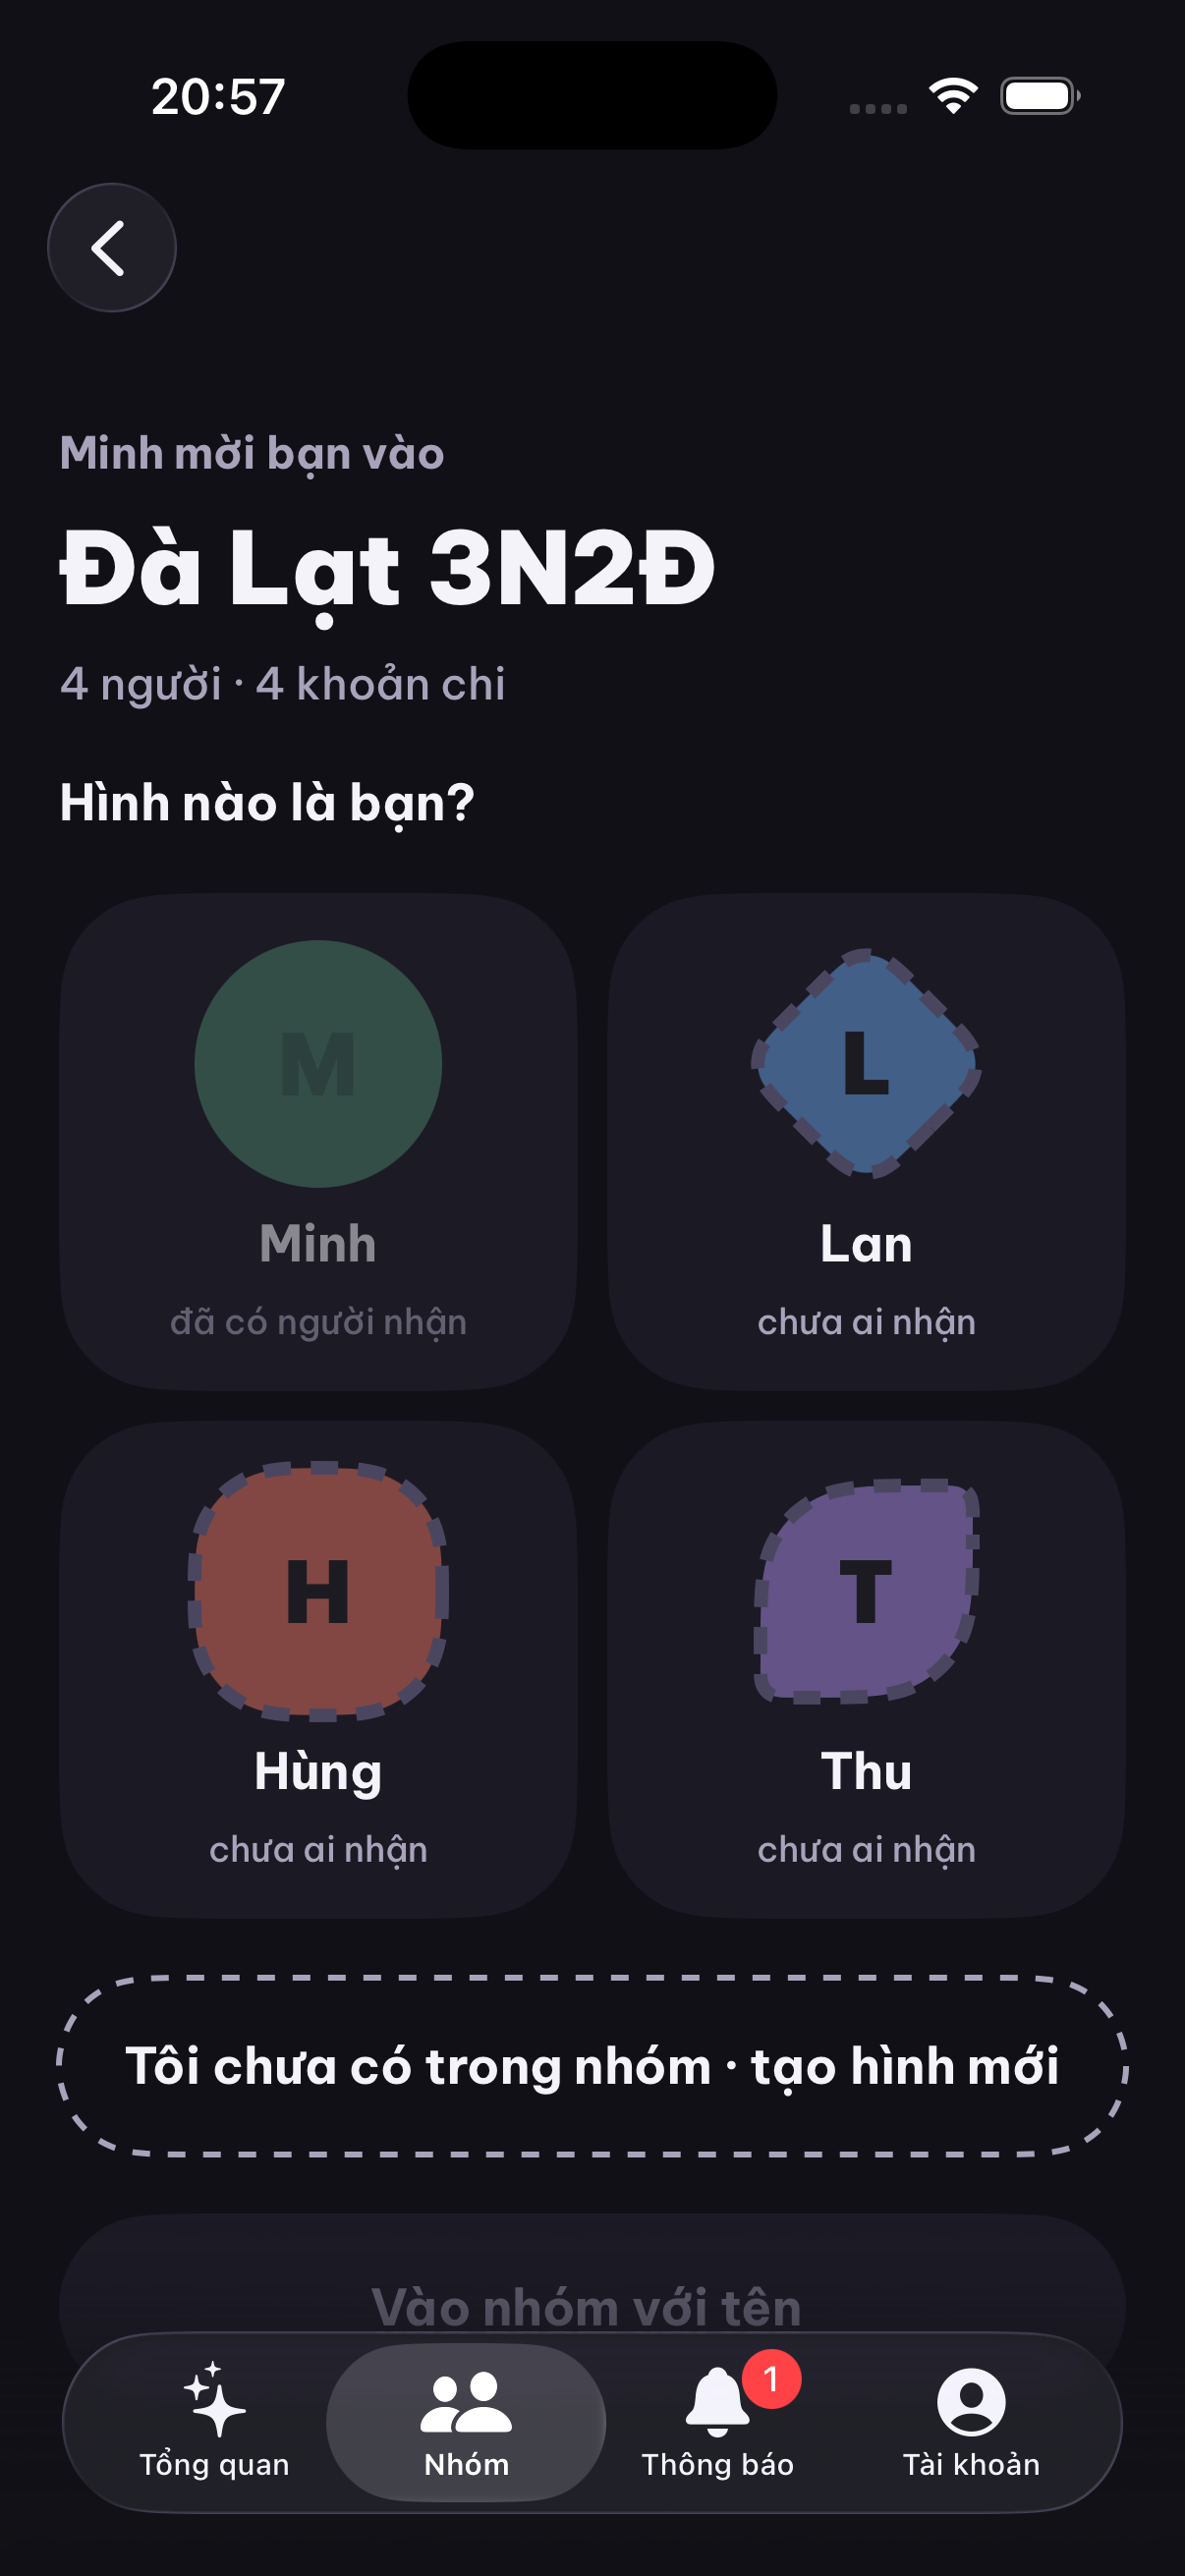 20:57
Minh mời bạn vào
Đà Lạt 3N2Đ
4 người · 4 khoản chi
Hình nào là bạn?
M
L
Minh
Lan
đã có người nhận
chưa ai nhận
H
T
Hùng
Thu
chưa ai nhận
chưa ai nhận
Tôi chưa có trong nhóm · tạo hình mới
Vào nhóm với tên
1
Tổng quan
Nhóm
Thông báo
Tài khoản